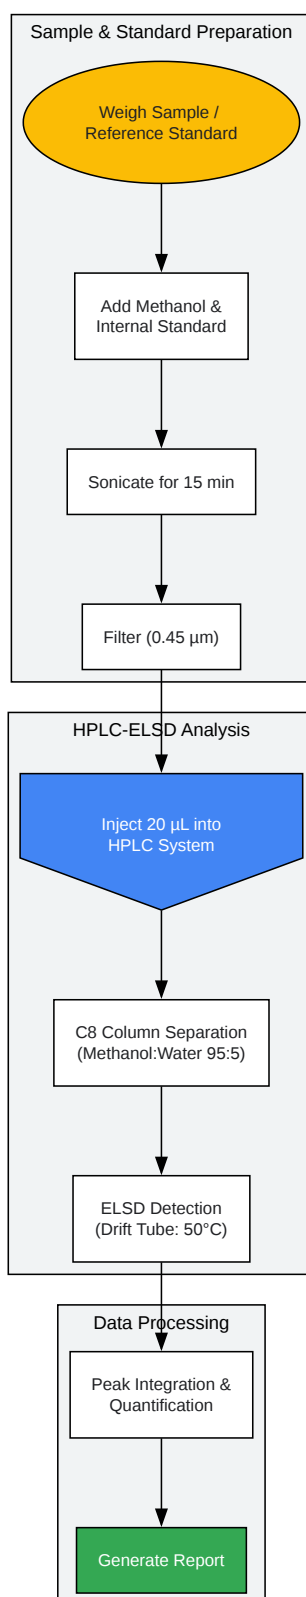 Sample & Standard Preparation
Weigh Sample /
Reference Standard
Add Methanol &
Internal Standard
Sonicate for 15 min
Filter (0.45 µm)
HPLC-ELSD Analysis
Inject 20 µL into
HPLC System
C8 Column Separation
(Methanol:Water 95:5)
ELSD Detection
(Drift Tube: 50°C)
Data Processing
Peak Integration &
Quantification
Generate Report